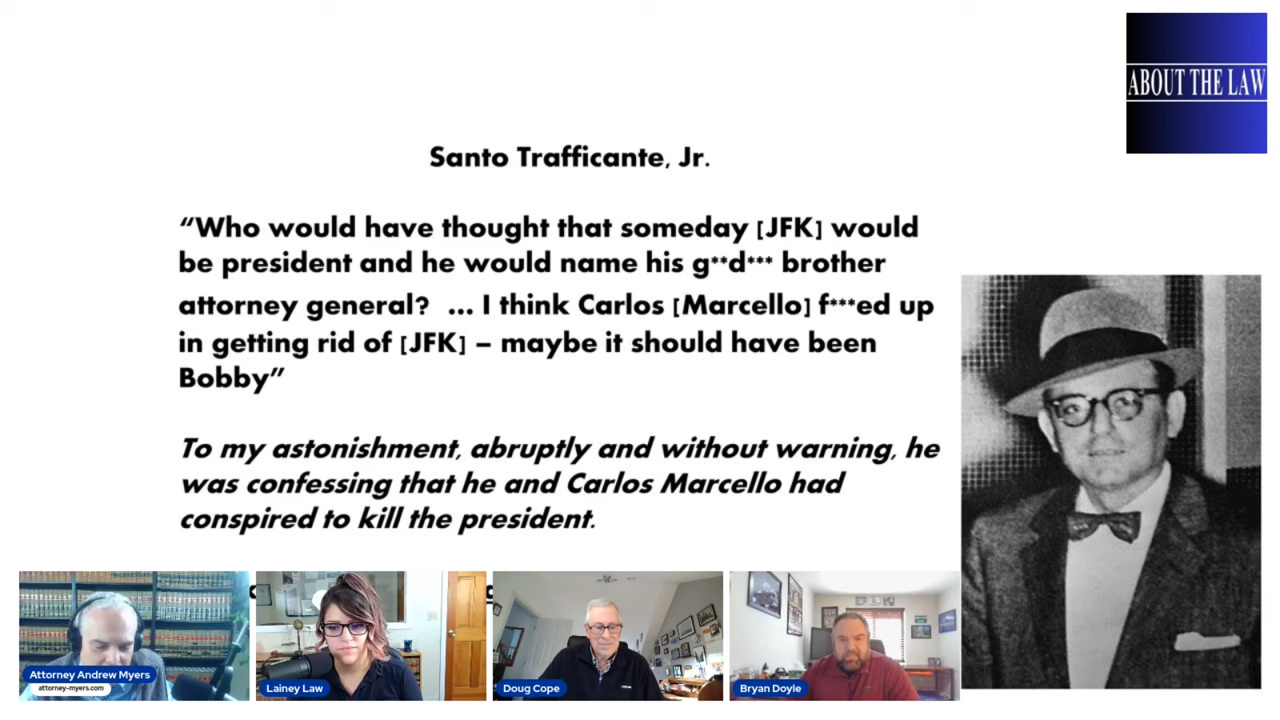 ABOUT THE LAW
Santo Trafficante, Jr.
“Who would have thought that someday [JFK] would
be president and he would name his g**d*** brother
attorney general?  ... I think Carlos [Marcello] f***ed up
in getting rid of [JFK] – maybe it should have been
Bobby”
To my astonishment, abruptly and without warning, he
was confessing that he and Carlos Marcello had
conspired to kill the president.
Attorney Andrew Myers
attorney-myers.com
Lainey Law
Doug Cope
Bryan Doyle